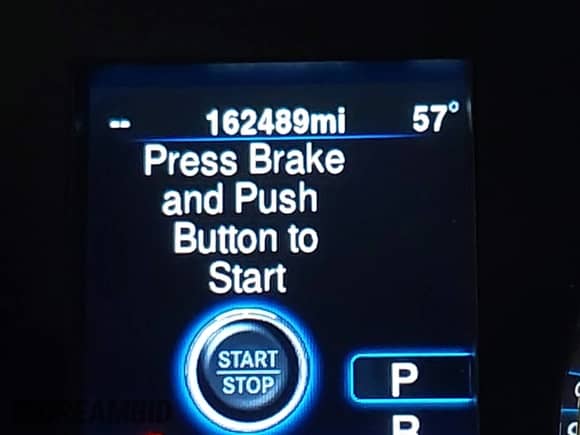 -- 162489mi 57°
Press Brake
and Push
Button to
Start
START
STOP
P
R